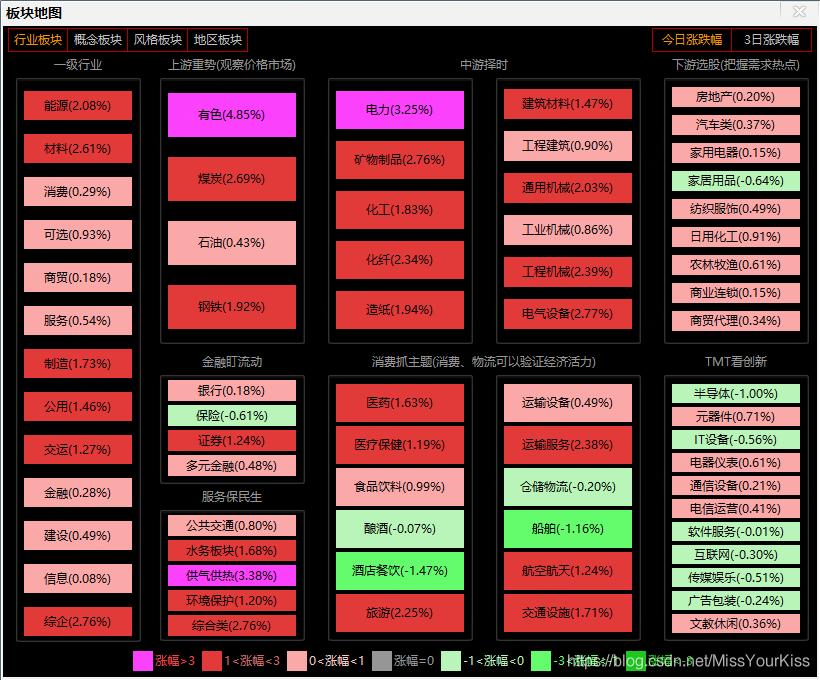 板块地图
行业板块 概念板块 风格板块 地区板块 今日涨跌幅 3日涨跌幅
一级行业
能源(2.08%)
材料(2.61%)
消费(0.29%)
可选(0.93%)
商贸(0.18%)
服务(0.54%)
制造(1.73%)
公用(1.46%)
交运(1.27%)
金融(0.28%)
建设(0.49%)
信息(0.08%)
综企(2.76%)
上游重势(观察价格市场)
有色(4.85%)
煤炭(2.69%)
石油(0.43%)
钢铁(1.92%)
中游择时
电力(3.25%)
矿物制品(2.76%)
化工(1.83%)
化纤(2.34%)
造纸(1.94%)
建筑材料(1.47%)
工程建筑(0.90%)
通用机械(2.03%)
工业机械(0.86%)
工程机械(2.39%)
电气设备(2.77%)
下游选股(把握需求热点)
房地产(0.20%)
汽车类(0.37%)
家用电器(0.15%)
家居用品(-0.64%)
纺织服饰(0.49%)
日用化工(0.91%)
农林牧渔(0.61%)
商业连锁(0.15%)
商贸代理(0.34%)
金融盯流动
银行(0.18%)
保险(-0.61%)
证券(1.24%)
多元金融(0.48%)
服务保民生
公共交通(0.80%)
水务板块(1.68%)
供气供热(3.38%)
环境保护(1.20%)
综合类(2.76%)
消费抓主题(消费、物流可以验证经济活力)
医药(1.63%)
医疗保健(1.19%)
食品饮料(0.99%)
酿酒(-0.07%)
酒店餐饮(-1.47%)
旅游(2.25%)
运输设备(0.49%)
运输服务(2.38%)
仓储物流(-0.20%)
船舶(-1.16%)
航空航天(1.24%)
交通设施(1.71%)
TMT看创新
半导体(-1.00%)
元器件(0.71%)
IT设备(-0.56%)
电器仪表(0.61%)
通信设备(0.21%)
电信运营(0.41%)
软件服务(-0.01%)
互联网(-0.30%)
传媒娱乐(-0.51%)
广告包装(-0.24%)
文教休闲(0.36%)
涨幅>3 1<涨幅<3 0<涨幅<1 涨幅=0 -1<涨幅<0
https://blog.csdn.net/MissYourKiss